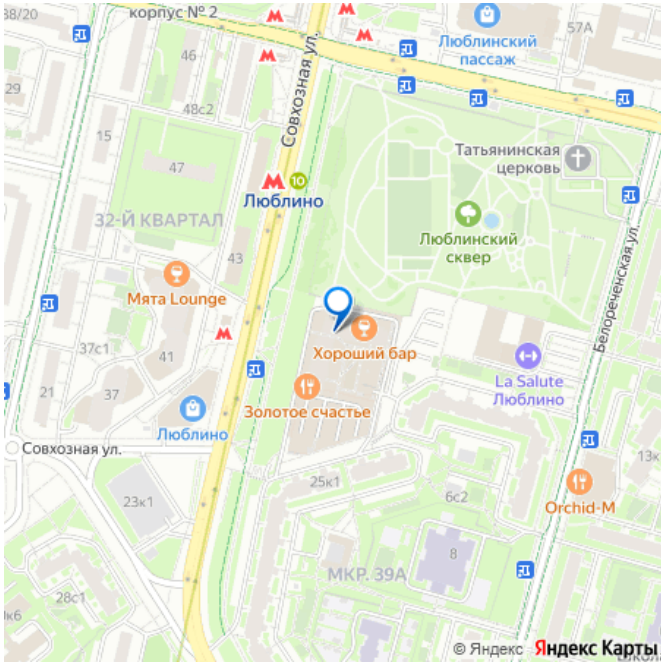 38/20
корпус № 2
57А
Люблинский
пассаж
46
29
Совхозная ул.
48с2
15
47
Татьянинская
церковь
10
Люблино
32-Й КВАРТАЛ
Люблинский
сквер
43
Белореченская ул.
Мята Lounge
37с1
41
Хороший бар
La Salute
Люблино
21
37
Золотое счастье
Люблино
Совхозная ул.
13к
25к1
23к1
6с2
Orchid-M
8
МКР. 39А
28с1
© Яндекс Яндекс Карты